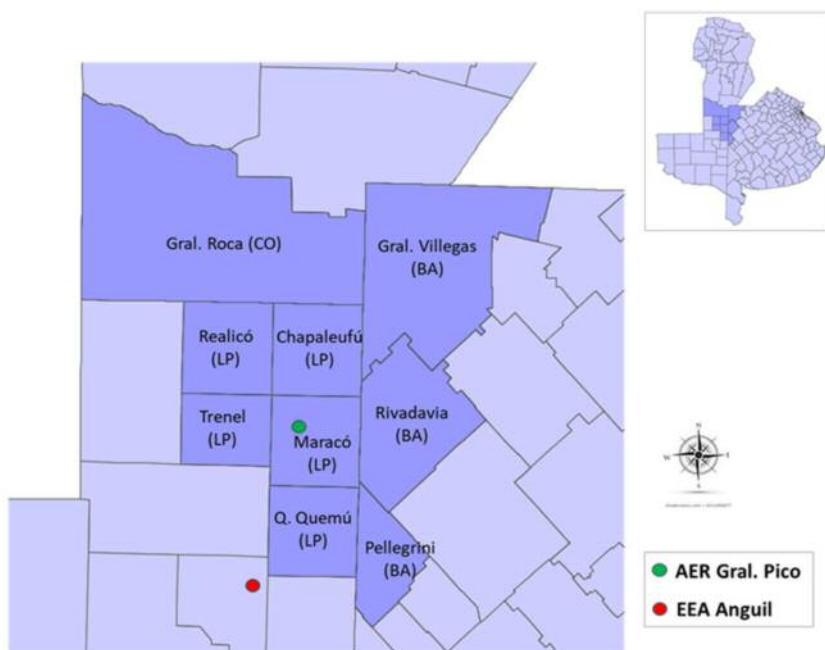 Gral. Roca (CO)
Gral. Villegas
(BA)
Realicó
(LP)
Chapaleufú
(LP)
Trenel
(LP)
Maracó
(LP)
Rivadavia
(BA)
Q. Quemú
(LP)
Pellegrini
(BA)
N
W
S
AER Gral. Pico
EEA Anguil